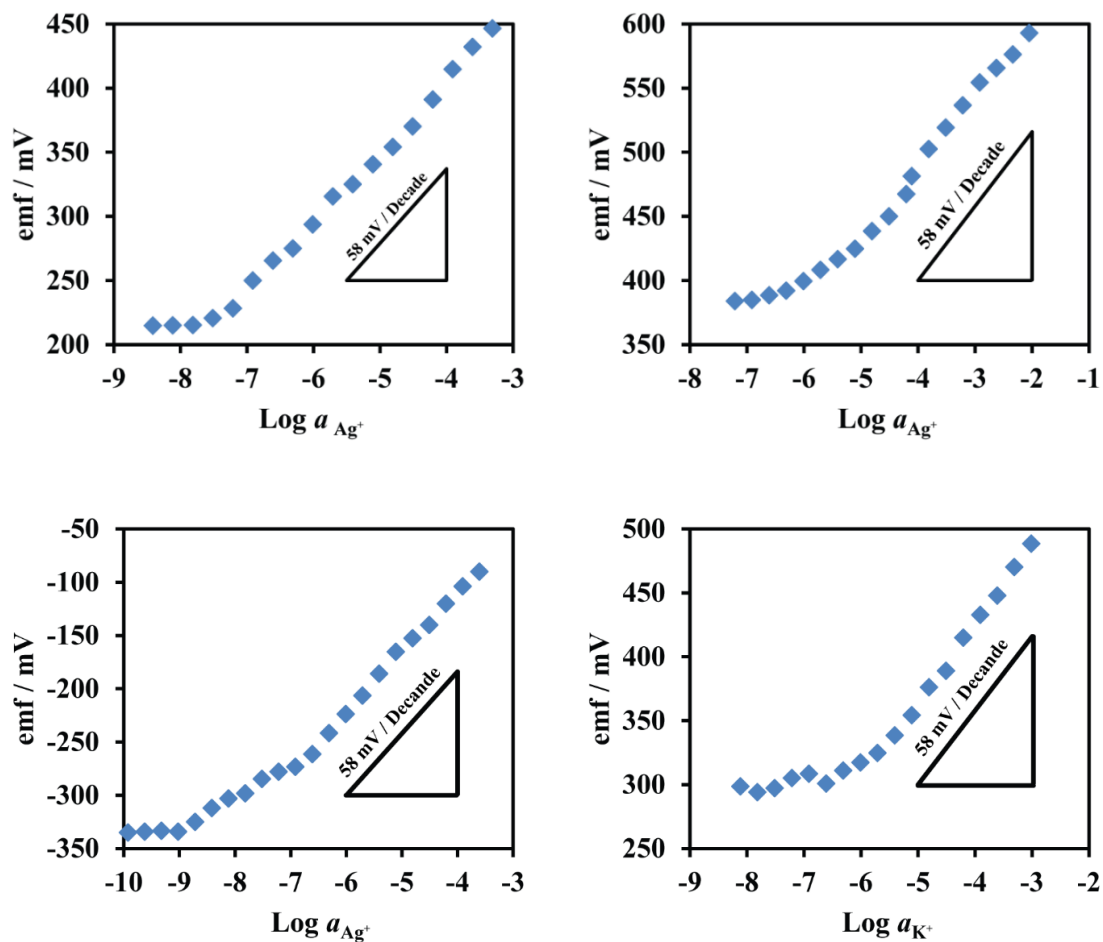 450
400
350
300
250
200
emf / mV
58 mV / Decade
-9 -8 -7 -6 -5 -4 -3
Log a Ag⁺
600
550
500
450
400
350
emf / mV
58 mV / Decade
-8 -7 -6 -5 -4 -3 -2 -1
Log a Ag⁺
-50
-100
-150
-200
-250
-300
-350
emf / mV
58 mV / Decande
-10 -9 -8 -7 -6 -5 -4 -3
Log a Ag⁺
500
450
400
350
300
250
emf / mV
58 mV / Decande
-9 -8 -7 -6 -5 -4 -3 -2
Log a K⁺